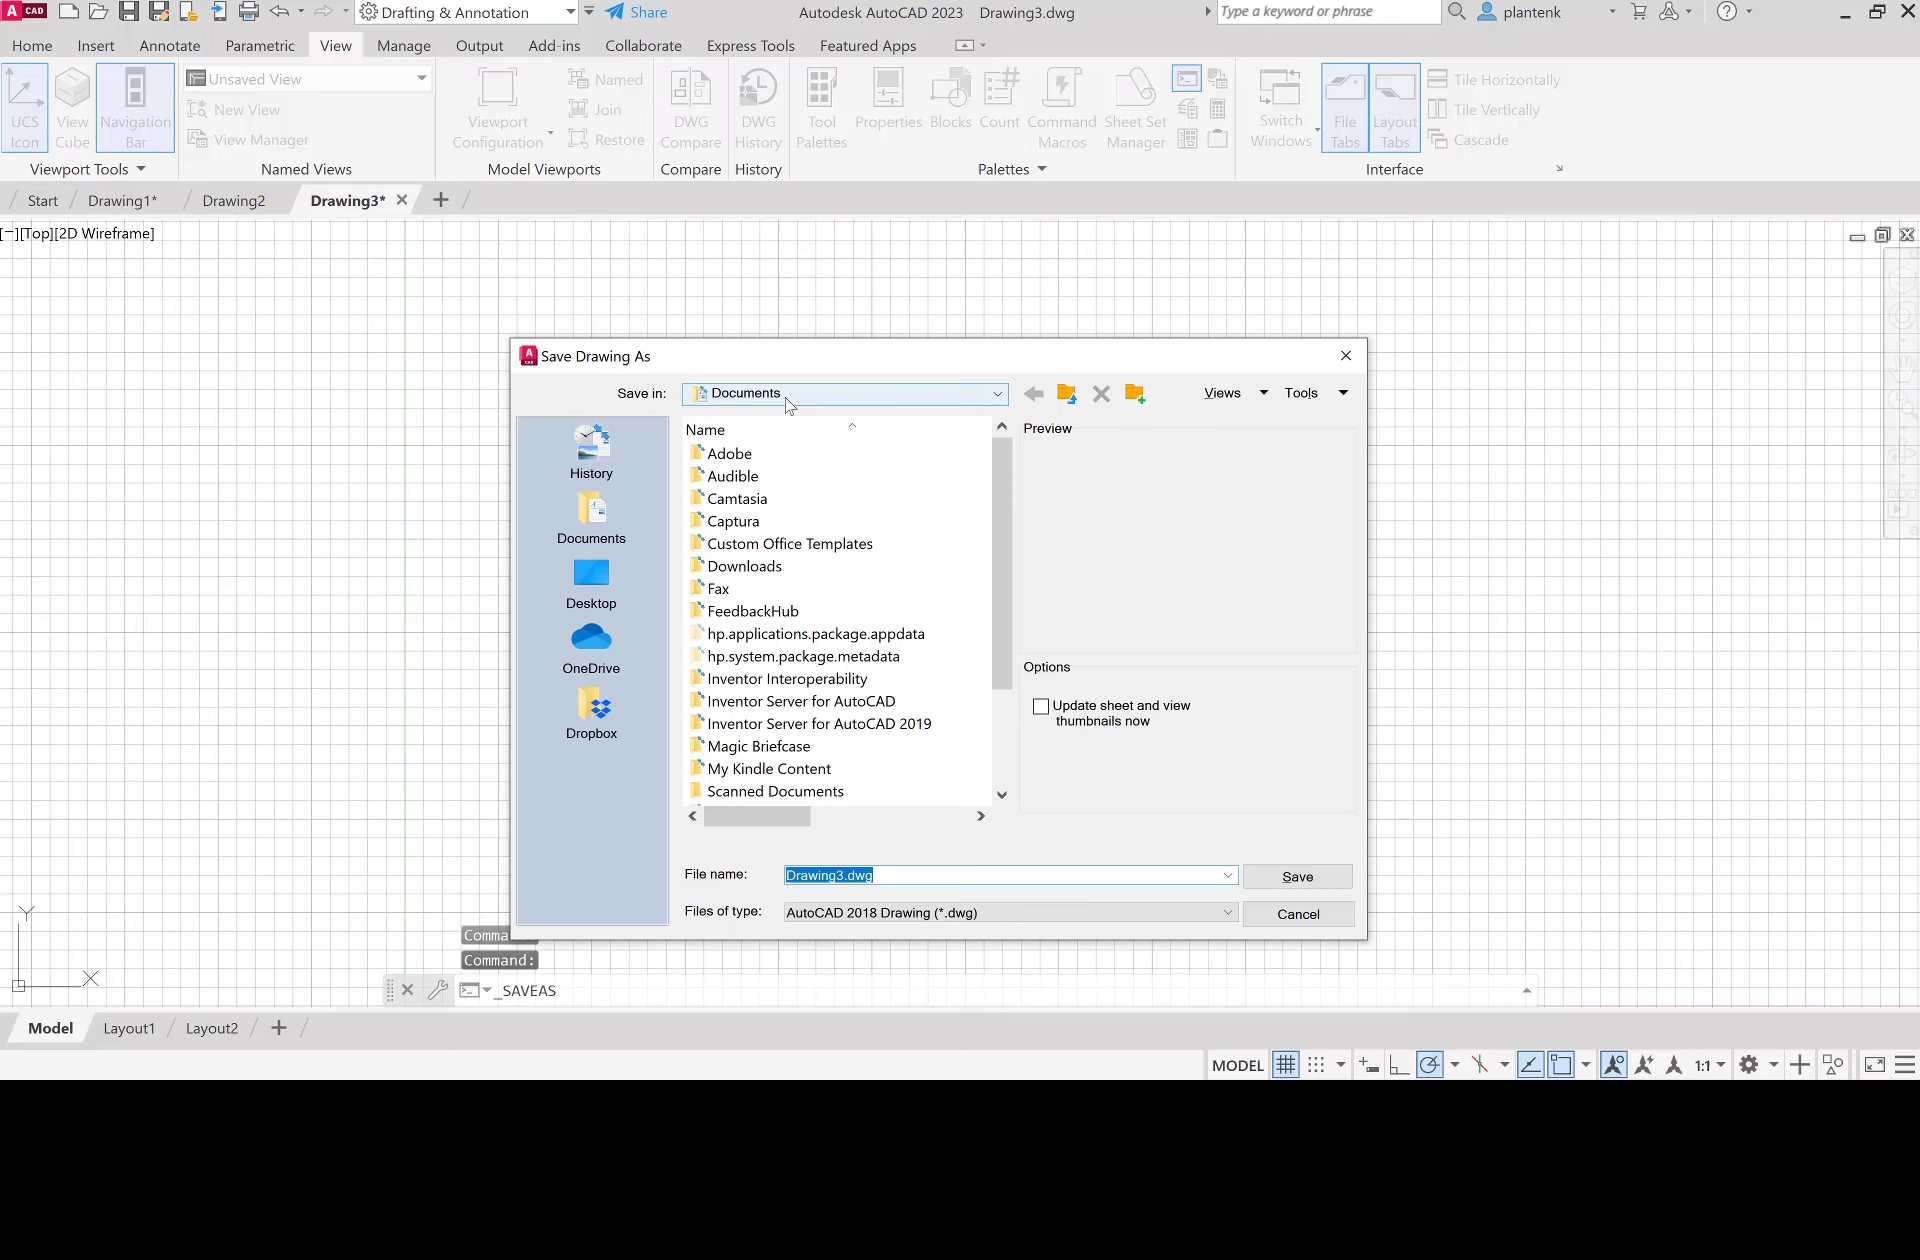 A CAD
Drafting & Annotation
Share
Autodesk AutoCAD 2023 Drawing3.dwg
Type a keyword or phrase
plantenk
Home Insert Annotate Parametric View Manage Output Add-ins Collaborate Express Tools Featured Apps
UCS
Icon
View
Cube
Navigation
Bar
Viewport Tools
Unsaved View
New View
View Manager
Named Views
Viewport
Configuration
Named
Join
Restore
Model Viewports
DWG
Compare
Compare
DWG
History
History
Tool
Palettes
Properties
Blocks
Count
Command
Macros
Sheet Set
Manager
Palettes
Switch
Windows
File
Tabs
Layout
Tabs
Tile Horizontally
Tile Vertically
Cascade
Interface
Start Drawing1* Drawing2 Drawing3*
[−][Top][2D Wireframe]
Save Drawing As
Save in: Documents
Views Tools
History
Documents
Desktop
OneDrive
Dropbox
Name
Adobe
Audible
Camtasia
Captura
Custom Office Templates
Downloads
Fax
FeedbackHub
hp.applications.package.appdata
hp.system.package.metadata
Inventor Interoperability
Inventor Server for AutoCAD
Inventor Server for AutoCAD 2019
Magic Briefcase
My Kindle Content
Scanned Documents
Preview
Options
Update sheet and view
thumbnails now
File name: Drawing3.dwg
Save
Files of type: AutoCAD 2018 Drawing (*.dwg)
Cancel
Y
X
Comma
Command:
_SAVEAS
Model Layout1 Layout2
MODEL
1:1